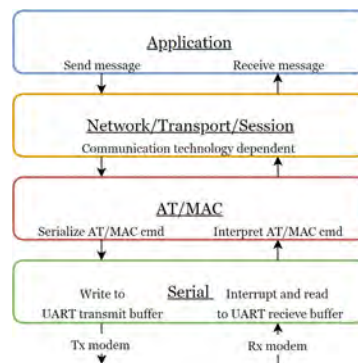 Application
Send message Receive message
Network/Transport/Session
Communication technology dependent
AT/MAC
Serialize AT/MAC cmd Interpret AT/MAC cmd
Serial
Write to Interrupt and read
UART transmit buffer to UART recieve buffer
Tx modem Rx modem